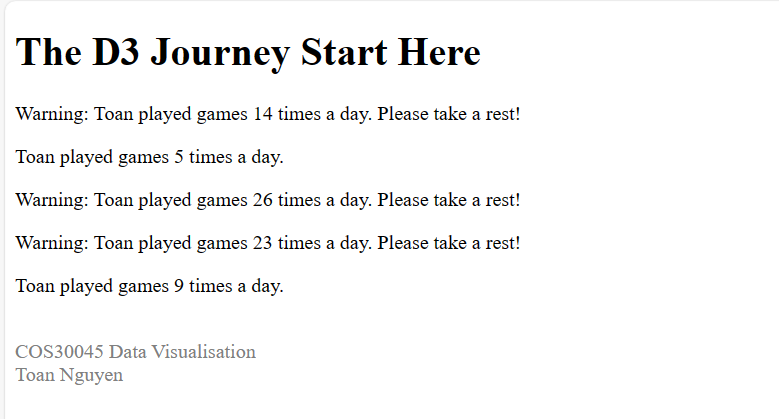 The D3 Journey Start Here
Warning: Toan played games 14 times a day. Please take a rest!
Toan played games 5 times a day.
Warning: Toan played games 26 times a day. Please take a rest!
Warning: Toan played games 23 times a day. Please take a rest!
Toan played games 9 times a day.
COS30045 Data Visualisation
Toan Nguyen